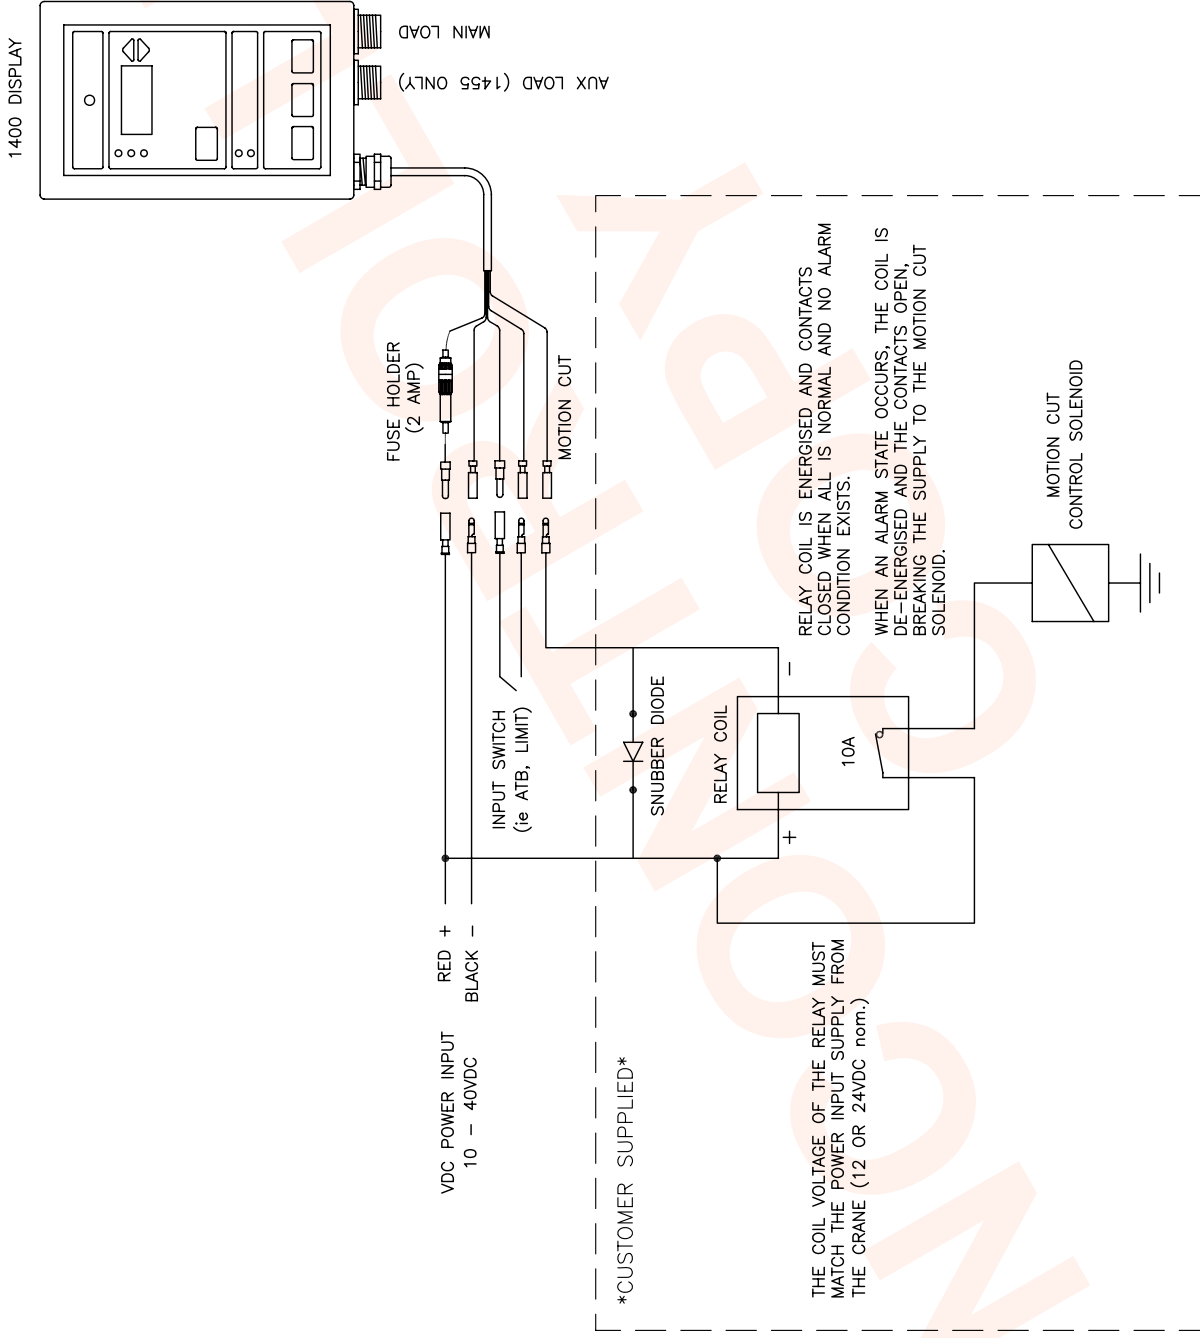 1400 DISPLAY
MAIN LOAD
AUX LOAD (1455 ONLY)
FUSE HOLDER
(2 AMP)
MOTION CUT
INPUT SWITCH
(ie ATB, LIMIT)
RED +
BLACK -
VDC POWER INPUT
10 - 40VDC
*CUSTOMER SUPPLIED*
SNUBBER DIODE
RELAY COIL
+
-
10A
RELAY COIL IS ENERGISED AND CONTACTS
CLOSED WHEN ALL IS NORMAL AND NO ALARM
CONDITION EXISTS.
WHEN AN ALARM STATE OCCURS, THE COIL IS
DE-ENERGISED AND THE CONTACTS OPEN,
BREAKING THE SUPPLY TO THE MOTION CUT
SOLENOID.
MOTION CUT
CONTROL SOLENOID
THE COIL VOLTAGE OF THE RELAY MUST
MATCH THE POWER INPUT SUPPLY FROM
THE CRANE (12 OR 24VDC nom.)
COPY